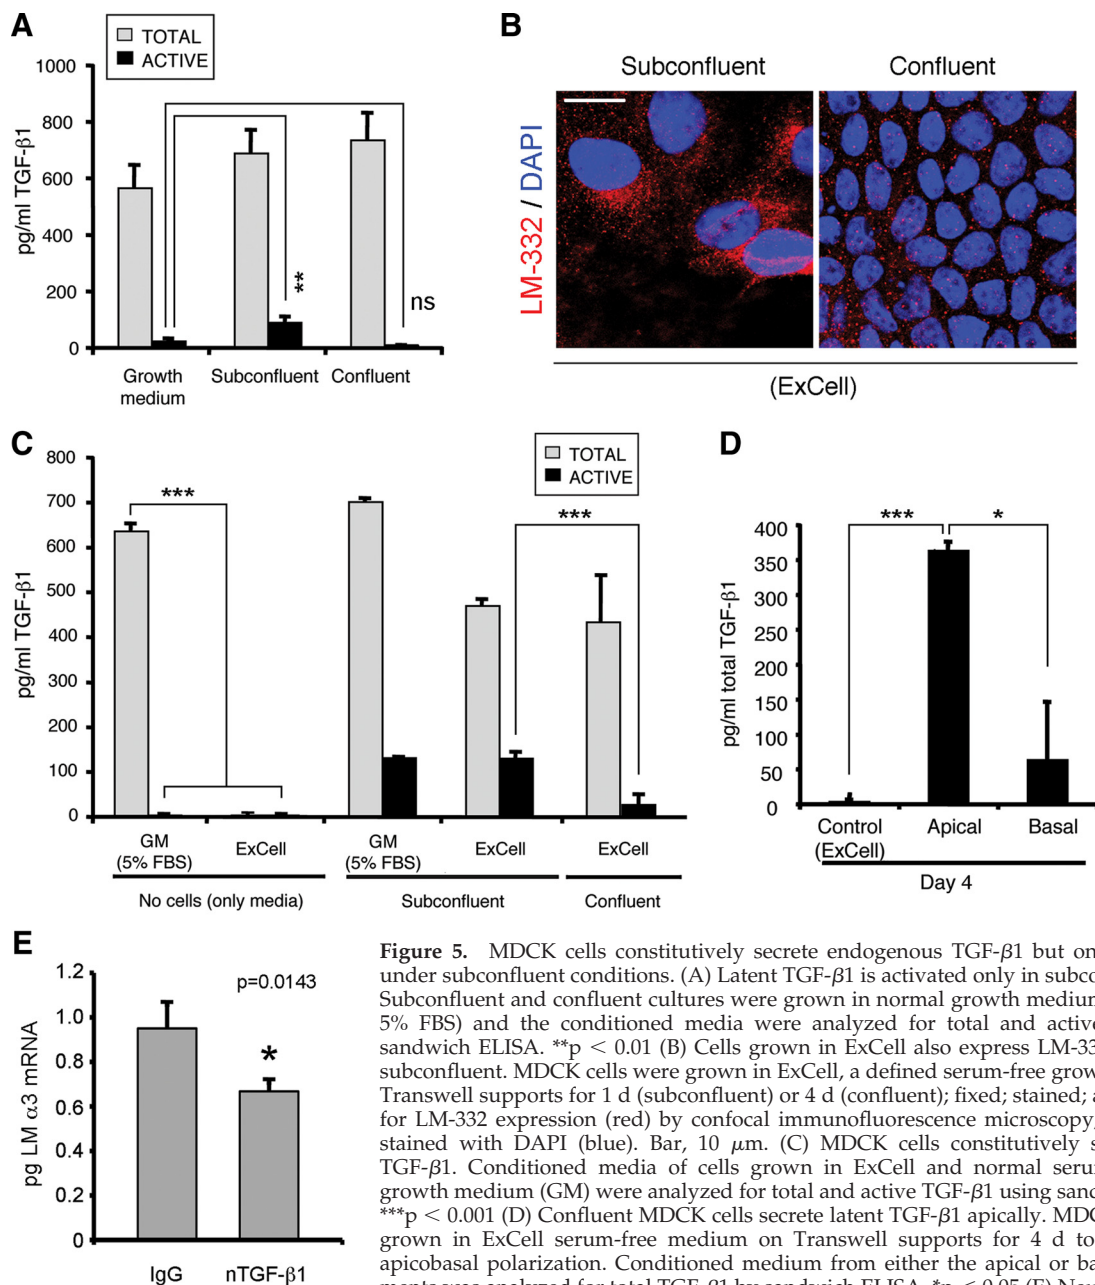 A
TOTAL
ACTIVE
1000
800
600
400
200
0
pg/ml TGF-β1
**
ns
Growth medium
Subconfluent
Confluent
B
Subconfluent
Confluent
LM-332 / DAPI
(ExCell)
C
TOTAL
ACTIVE
800
700
600
500
400
300
200
100
0
pg/ml TGF-β1
***
***
GM (5% FBS)
ExCell
GM (5% FBS)
ExCell
ExCell
No cells (only media)
Subconfluent
Confluent
D
400
350
300
250
200
150
100
50
0
pg/ml total TGF-β1
***
*
Control (ExCell)
Apical
Basal
Day 4
E
1.2
1.0
0.8
0.6
0.4
0.2
0
pg LM α3 mRNA
p=0.0143
*
IgG
nTGF-β1
Figure 5. MDCK cells constitutively secrete endogenous TGF-β1 but on
under subconfluent conditions. (A) Latent TGF-β1 is activated only in subco
Subconfluent and confluent cultures were grown in normal growth medium
5% FBS) and the conditioned media were analyzed for total and active
sandwich ELISA. **p < 0.01 (B) Cells grown in ExCell also express LM-33
subconfluent. MDCK cells were grown in ExCell, a defined serum-free grow
Transwell supports for 1 d (subconfluent) or 4 d (confluent); fixed; stained; a
for LM-332 expression (red) by confocal immunofluorescence microscopy,
stained with DAPI (blue). Bar, 10 μm. (C) MDCK cells constitutively s
TGF-β1. Conditioned media of cells grown in ExCell and normal seru
growth medium (GM) were analyzed for total and active TGF-β1 using sand
***p < 0.001 (D) Confluent MDCK cells secrete latent TGF-β1 apically. MDC
grown in ExCell serum-free medium on Transwell supports for 4 d to
apicobasal polarization. Conditioned medium from either the apical or ba
analyzed for total TGF-β1 by sandwich ELISA. *p < 0.05 (E)